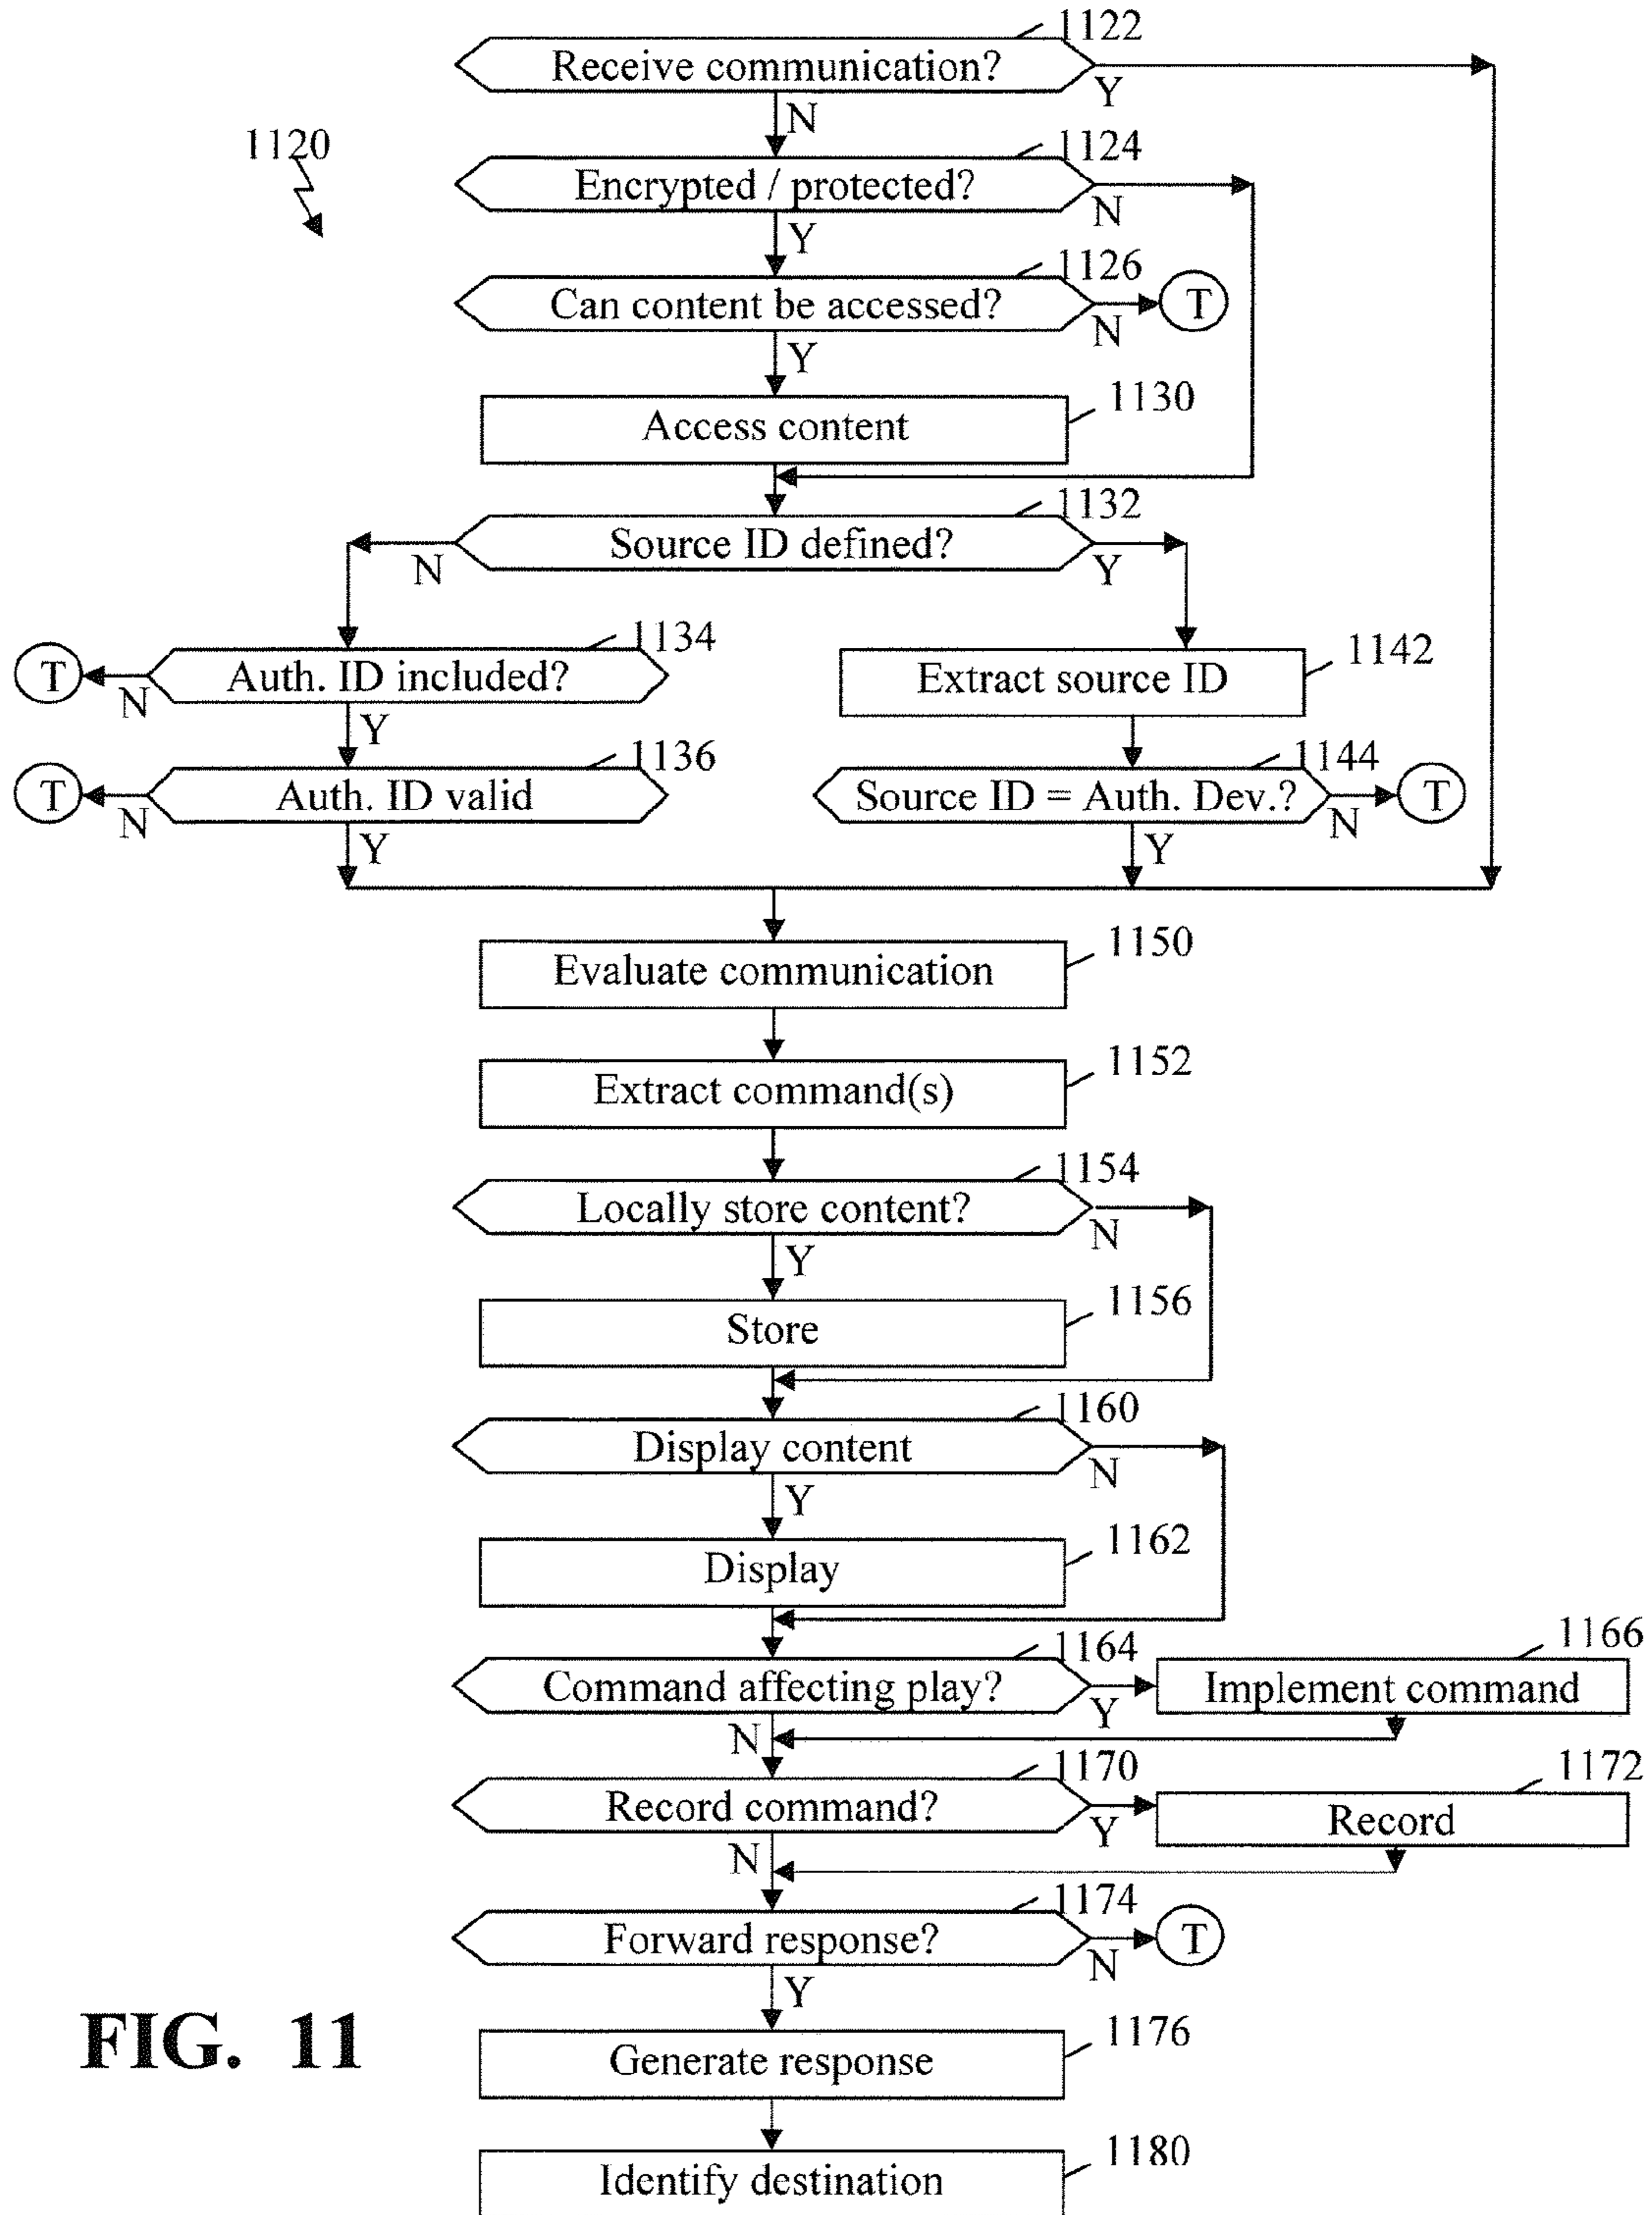 1122
Receive communication?
Y
N
1120
1124
Encrypted / protected?
N
Y
1126
Can content be accessed?
T
N
Y
1130
Access content
1132
Source ID defined?
N
Y
1134
T
Auth. ID included?
N
Y
1142
Extract source ID
1136
T
Auth. ID valid
N
Y
1144
Source ID = Auth. Dev.?
T
N
Y
1150
Evaluate communication
1152
Extract command(s)
1154
Locally store content?
N
Y
1156
Store
1160
Display content
N
Y
1162
Display
1164
Command affecting play?
Y
N
1166
Implement command
1170
Record command?
Y
N
1172
Record
1174
Forward response?
T
N
Y
1176
Generate response
1180
Identify destination
FIG. 11